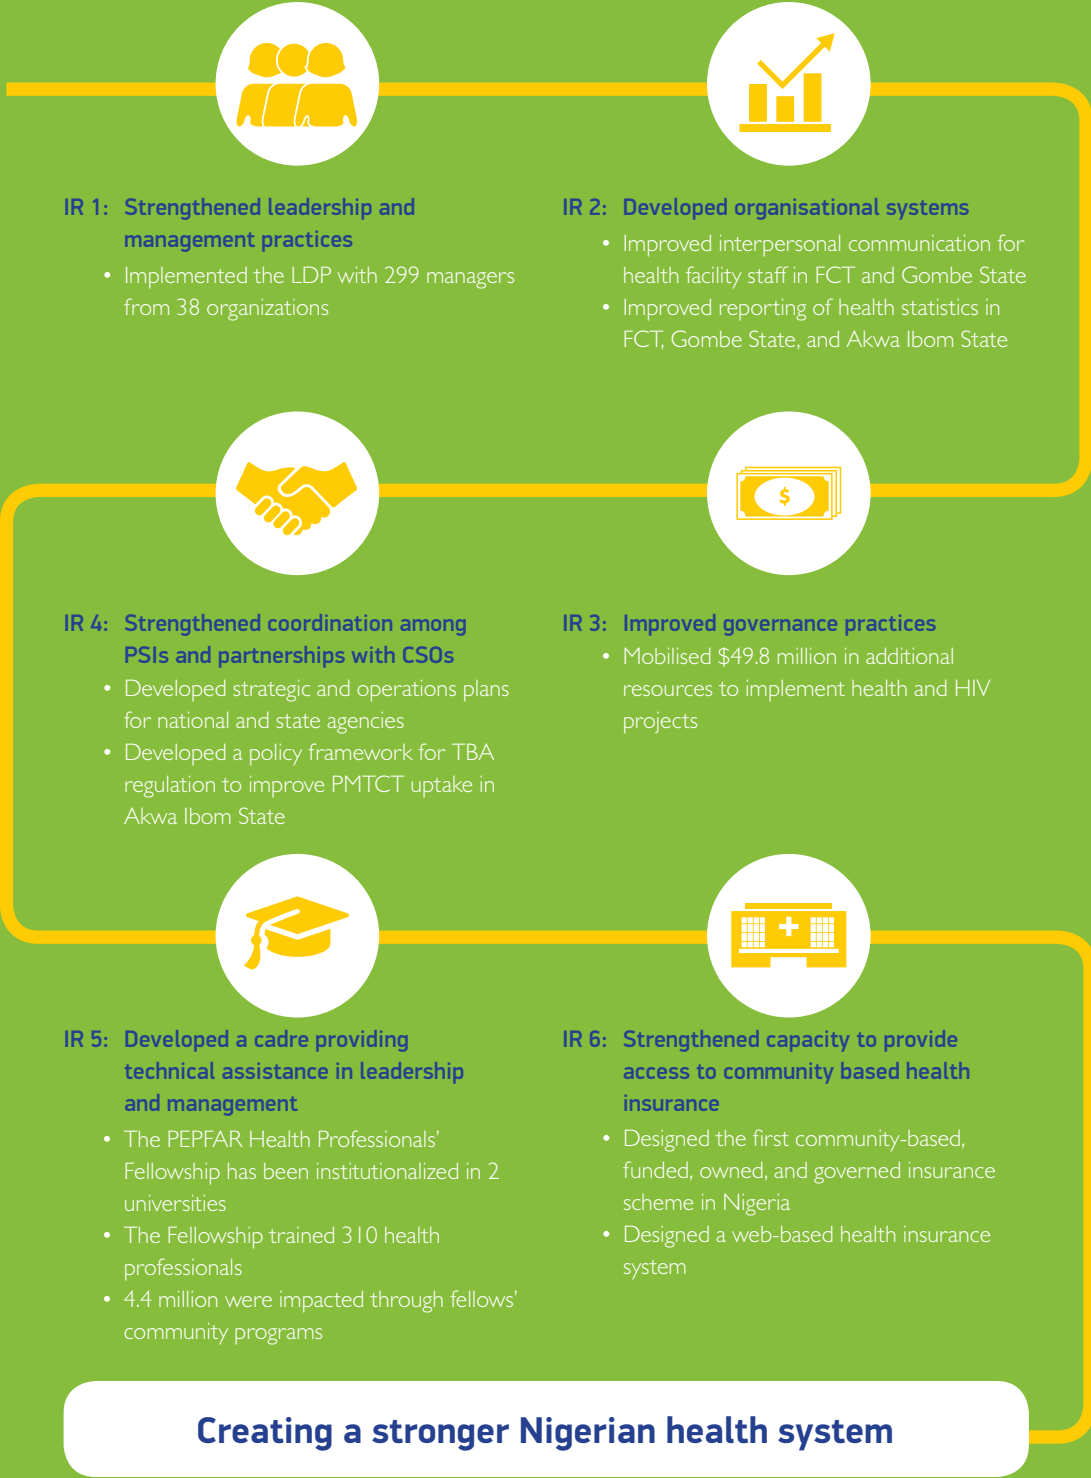 IR 1: Strengthened leadership and
management practices
• Implemented the LDP with 299 managers
from 38 organizations
IR 2: Developed organisational systems
• Improved interpersonal communication for
health facility staff in FCT and Gombe State
• Improved reporting of health statistics in
FCT, Gombe State, and Akwa Ibom State
$
IR 3: Improved governance practices
• Mobilised $49.8 million in additional
resources to implement health and HIV
projects
IR 4: Strengthened coordination among
PSIs and partnerships with CSOs
• Developed strategic and operations plans
for national and state agencies
• Developed a policy framework for TBA
regulation to improve PMTCT uptake in
Akwa Ibom State
IR 5: Developed a cadre providing
technical assistance in leadership
and management
• The PEPFAR Health Professionals’
Fellowship has been institutionalized in 2
universities
• The Fellowship trained 310 health
professionals
• 4.4 million were impacted through fellows’
community programs
IR 6: Strengthened capacity to provide
access to community based health
insurance
• Designed the first community-based,
funded, owned, and governed insurance
scheme in Nigeria
• Designed a web-based health insurance
system
Creating a stronger Nigerian health system